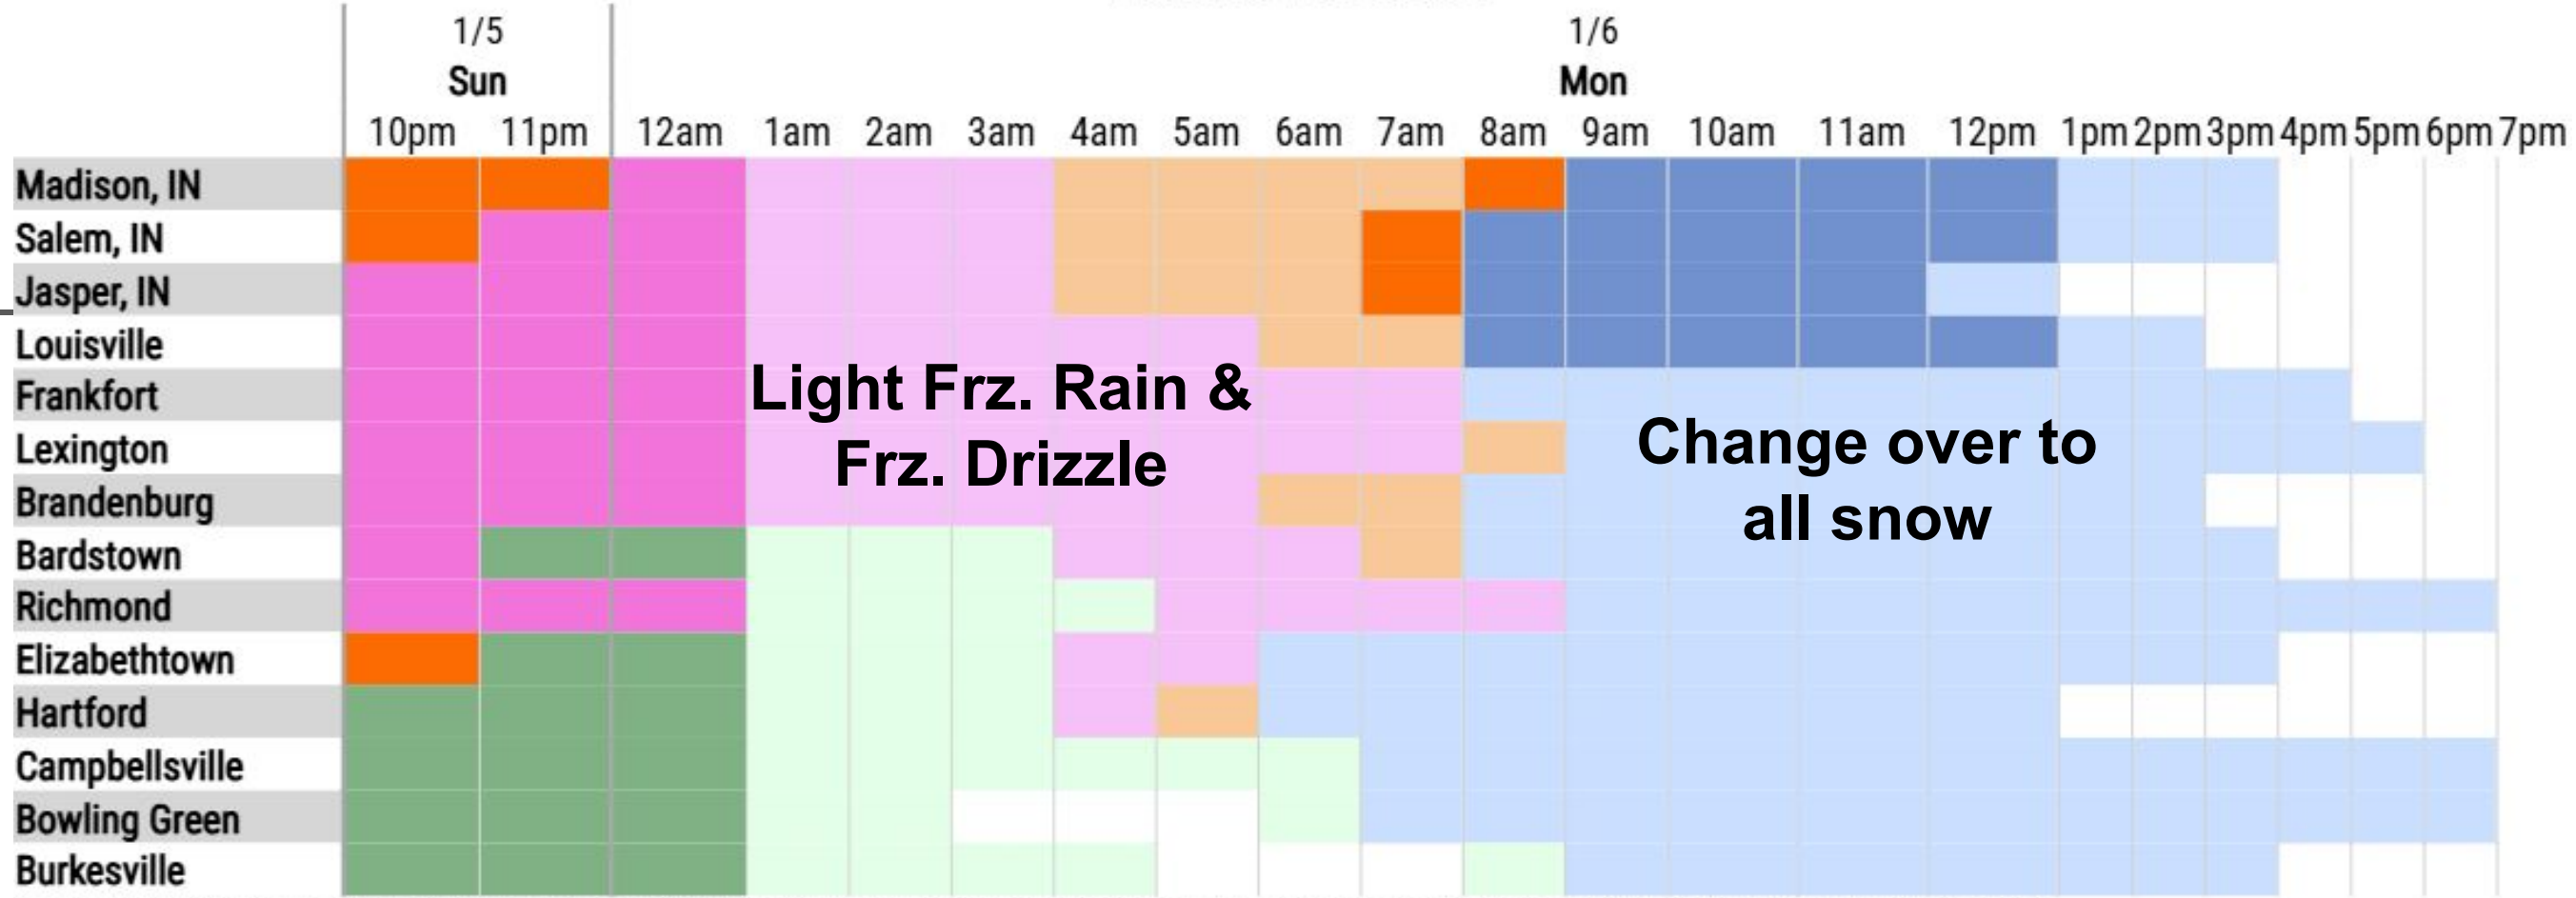 1/5
1/6
Sun
Mon
10pm 11pm 12am 1am 2am 3am 4am 5am 6am 7am 8am 9am 10am 11am 12pm 1pm 2pm 3pm 4pm 5pm 6pm 7pm
Madison, IN
Salem, IN
Jasper, IN
Louisville
Frankfort
Lexington
Brandenburg
Bardstown
Richmond
Elizabethtown
Hartford
Campbellsville
Bowling Green
Burkesville
Light Frz. Rain &
Frz. Drizzle
Change over to
all snow